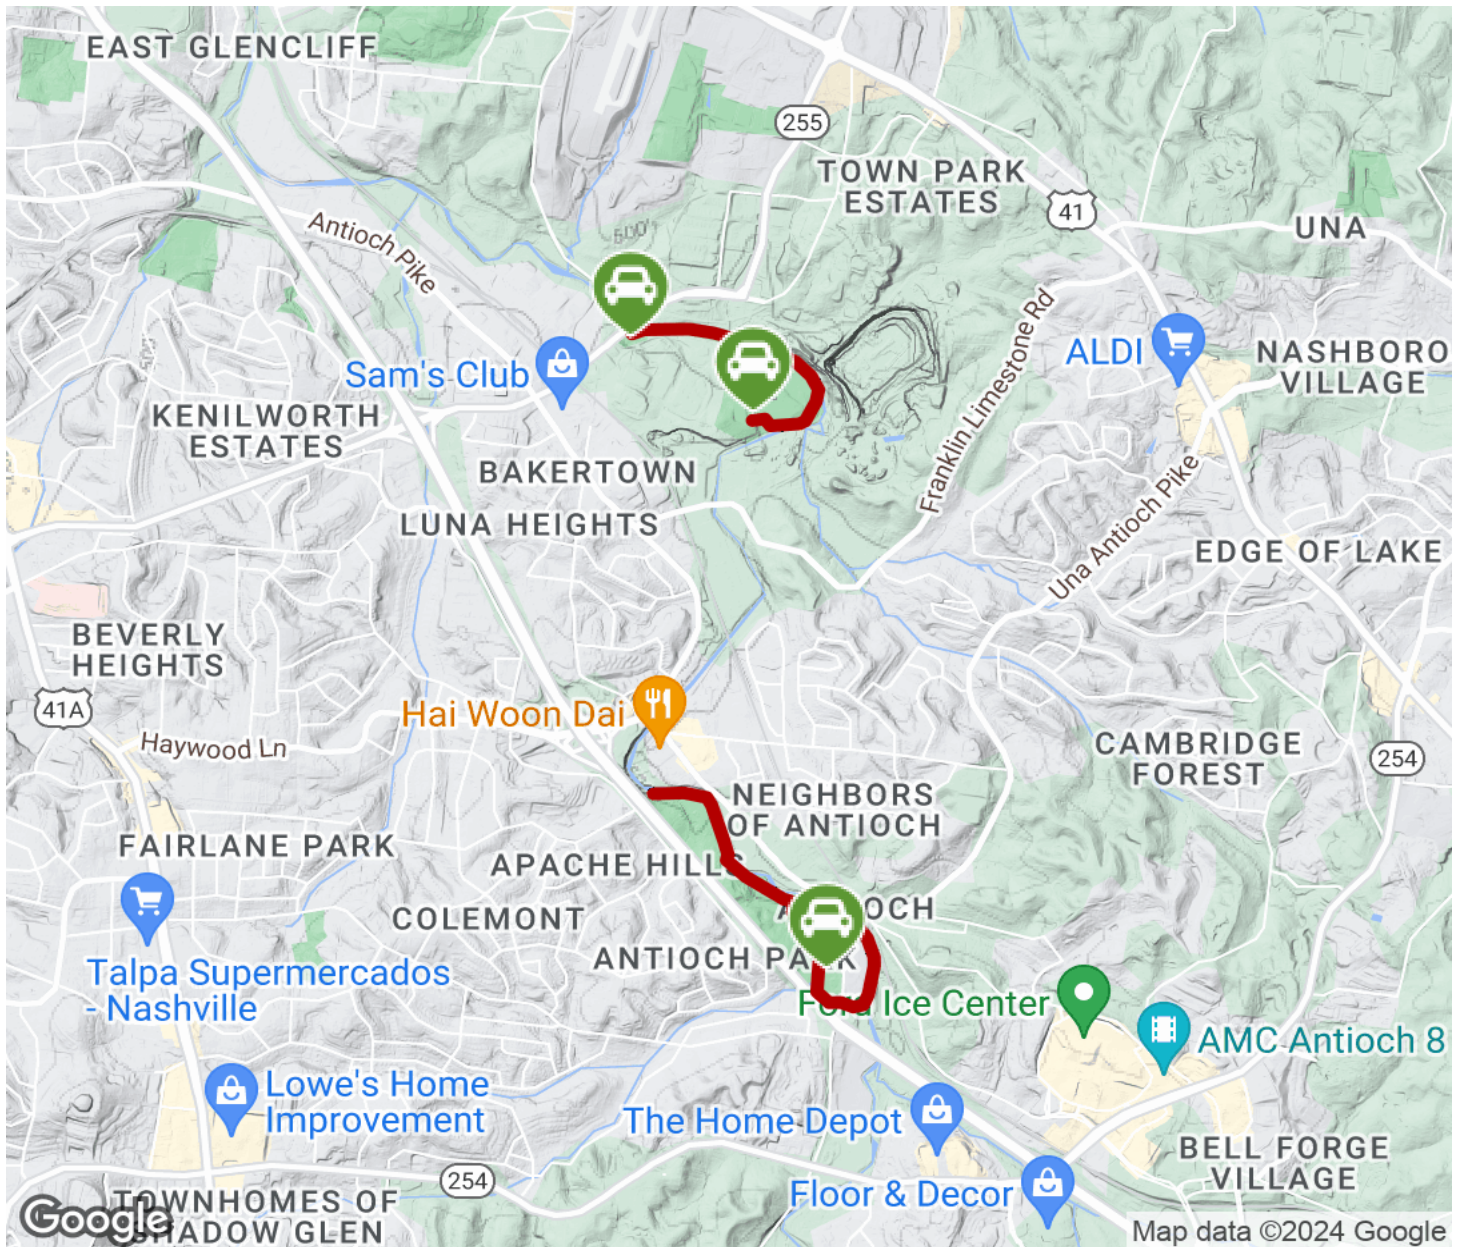 EAST GLENCLIFF
255
TOWN PARK
ESTATES
41
UNA
Antioch Pike
500'
Franklin Limestone Rd
Sam's Club
ALDI
NASHBORO
VILLAGE
KENILWORTH
ESTATES
BAKERTOWN
LUNA HEIGHTS
Una Antioch Pike
EDGE OF LAKE
BEVERLY
HEIGHTS
41A
Hai Woon Dai
Haywood Ln
CAMBRIDGE
FOREST
254
NEIGHBORS
OF ANTIOCH
FAIRLANE PARK
APACHE HILLS
COLEMONT
ANTIOCH
ANTIOCH PARK
Talpa Supermercados
- Nashville
Ford Ice Center
AMC Antioch 8
Lowe's Home
Improvement
The Home Depot
BELL FORGE
VILLAGE
254
Floor & Decor
TOWNHOMES OF
SHADOW GLEN
Google
Map data ©2024 Google